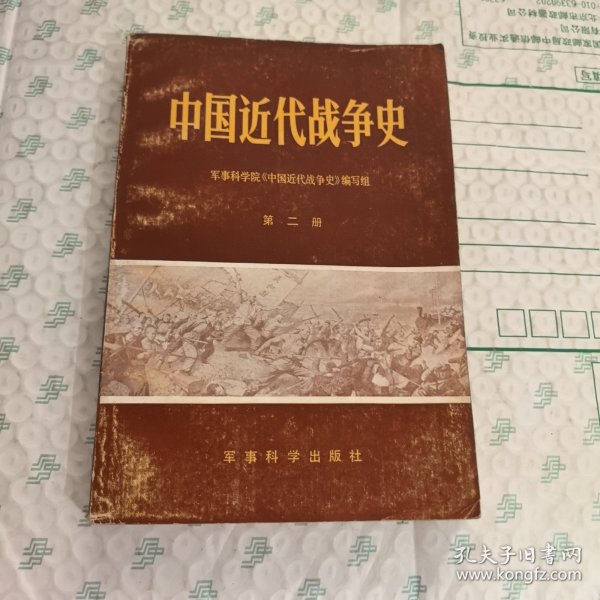 中国近代战争史
军事科学院《中国近代战争史》编写组
第二册
军事科学出版社
孔夫子旧书网
www.kongfz.com